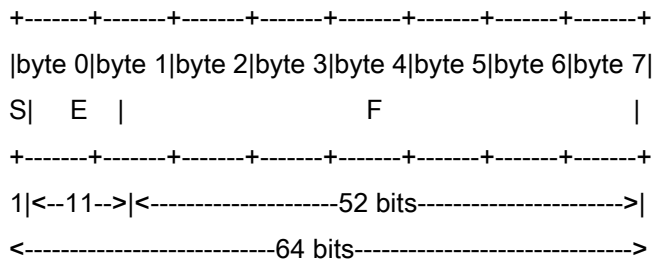 +-------+-------+-------+-------+-------+-------+-------+-------+
|byte 0|byte 1|byte 2|byte 3|byte 4|byte 5|byte 6|byte 7|
S| E | F |
+-------+-------+-------+-------+-------+-------+-------+-------+
1|<--11-->|<---------------------52 bits----------------------->|
<----------------------------64 bits------------------------------->